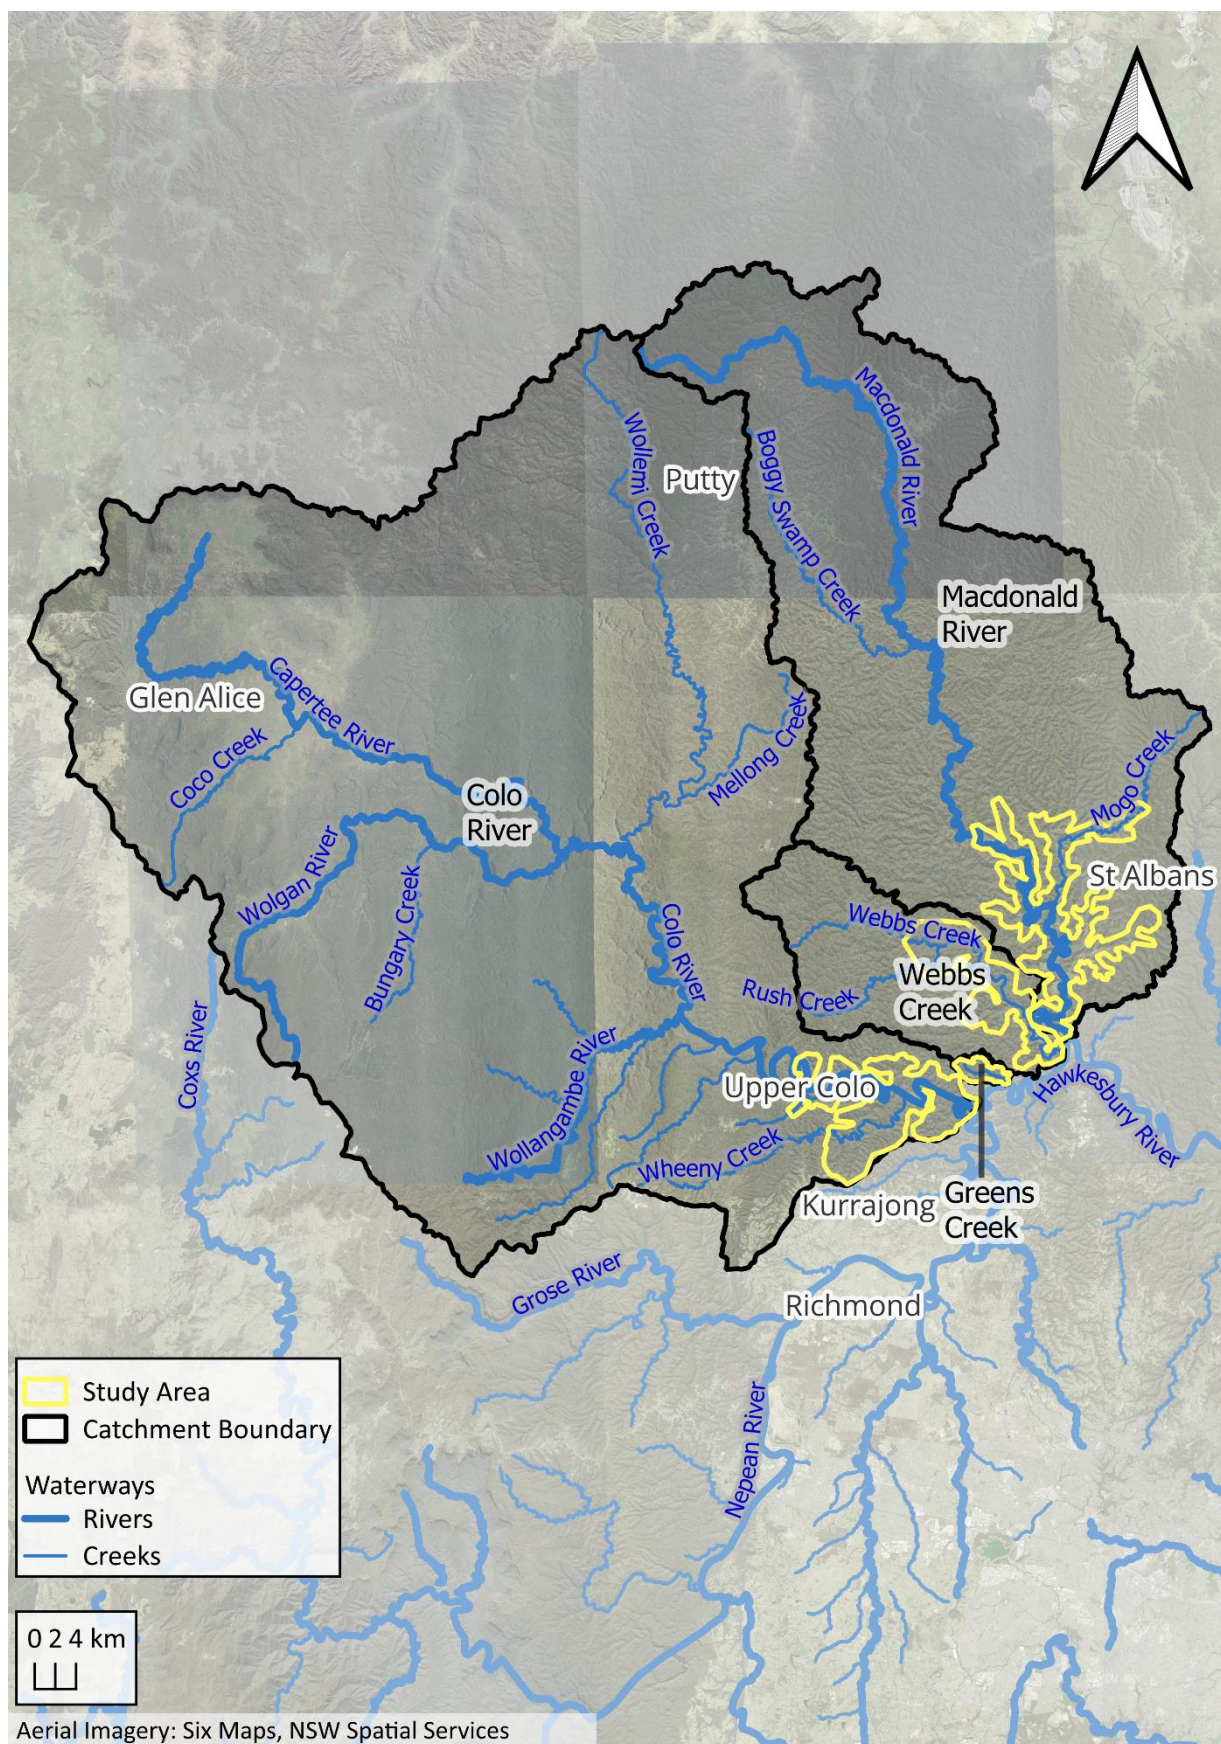 Macdonald River
Wollemi Creek
Putty
Boggy Swamp Creek
Macdonald
River
Glen Alice
Capertee River
Coco Creek
Mellong Creek
Mogo Creek
Colo
River
Wolgan River
St Albans
Bungary Creek
Colo River
Webbs Creek
Webbs
Creek
Rush Creek
Coxs River
Wollangambe River
Upper Colo
Hawkesbury River
Wheeny Creek
Kurrajong
Greens
Creek
Grose River
Richmond
Nepean River
Study Area
Catchment Boundary
Waterways
Rivers
Creeks
0 2 4 km
Aerial Imagery: Six Maps, NSW Spatial Services